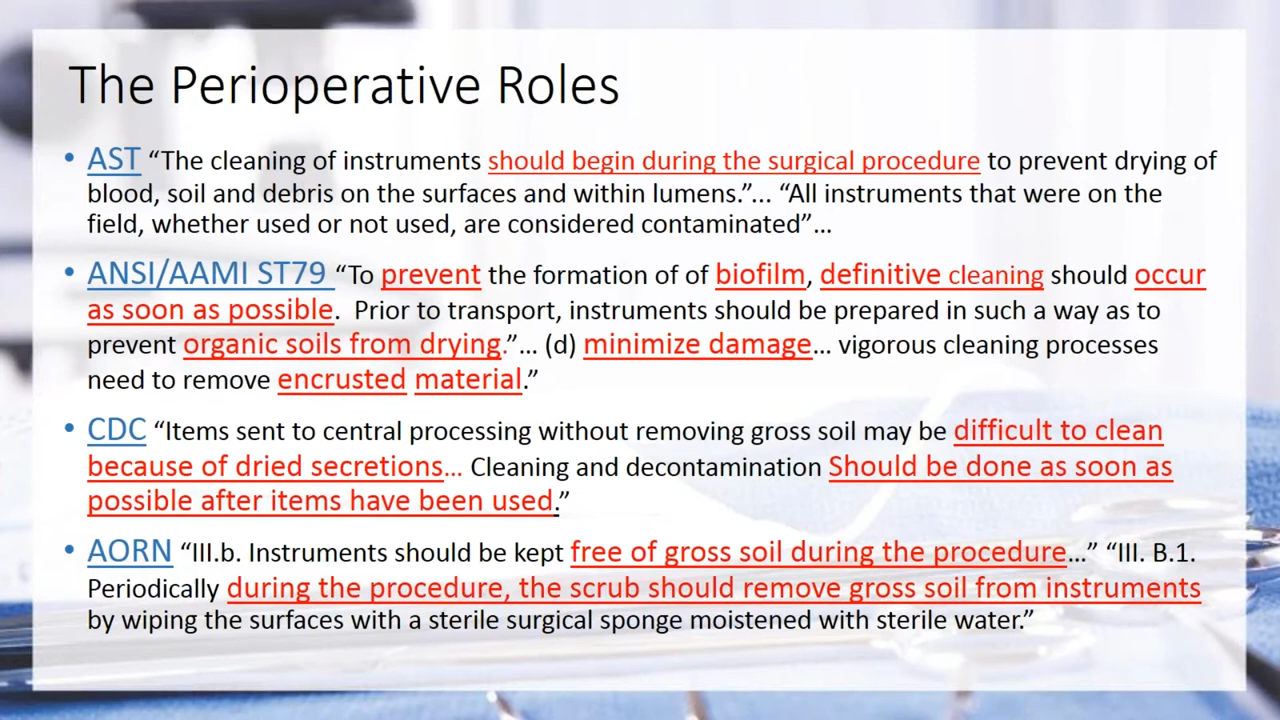 The Perioperative Roles
• AST “The cleaning of instruments should begin during the surgical procedure to prevent drying of
blood, soil and debris on the surfaces and within lumens.”... “All instruments that were on the
field, whether used or not used, are considered contaminated”…
• ANSI/AAMI ST79 “To prevent the formation of of biofilm, definitive cleaning should occur
as soon as possible. Prior to transport, instruments should be prepared in such a way as to
prevent organic soils from drying.”… (d) minimize damage… vigorous cleaning processes
need to remove encrusted material.”
• CDC “Items sent to central processing without removing gross soil may be difficult to clean
because of dried secretions… Cleaning and decontamination Should be done as soon as
possible after items have been used.”
• AORN “III.b. Instruments should be kept free of gross soil during the procedure…” “III. B.1.
Periodically during the procedure, the scrub should remove gross soil from instruments
by wiping the surfaces with a sterile surgical sponge moistened with sterile water.”